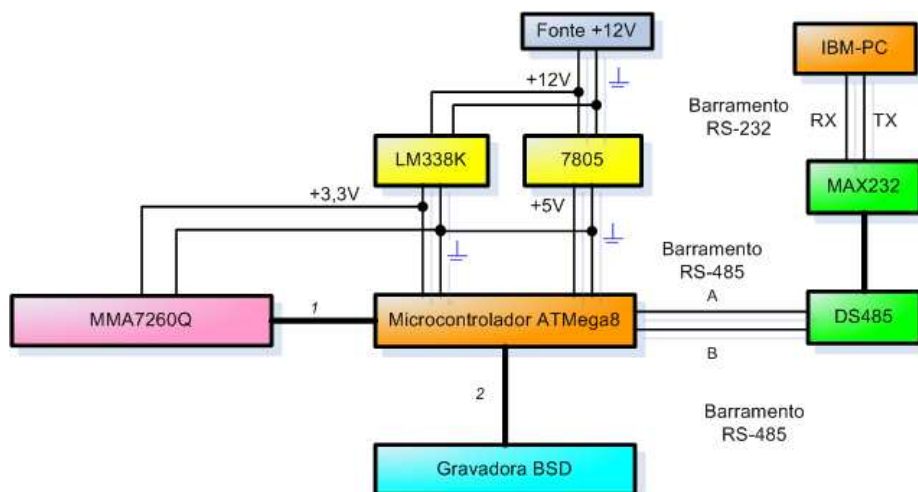 Fonte +12V
IBM-PC
+12V
Barramento
RS-232
RX
TX
LM338K
7805
MAX232
+3,3V
+5V
Barramento
RS-485
A
MMA7260Q
1
Microcontrolador ATMega8
DS485
B
2
Barramento
RS-485
Gravadora BSD